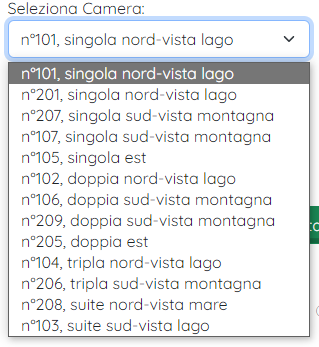 Seleziona Camera:
n°101, singola nord-vista lago
n°101, singola nord-vista lago
n°201, singola nord-vista lago
n°207, singola sud-vista montagna
n°107, singola sud-vista montagna
n°105, singola est
n°102, doppia nord-vista lago
n°106, doppia sud-vista montagna
n°209, doppia sud-vista montagna
n°205, doppia est
n°104, tripla nord-vista lago
n°206, tripla sud-vista montagna
n°208, suite nord-vista mare
n°103, suite sud-vista lago